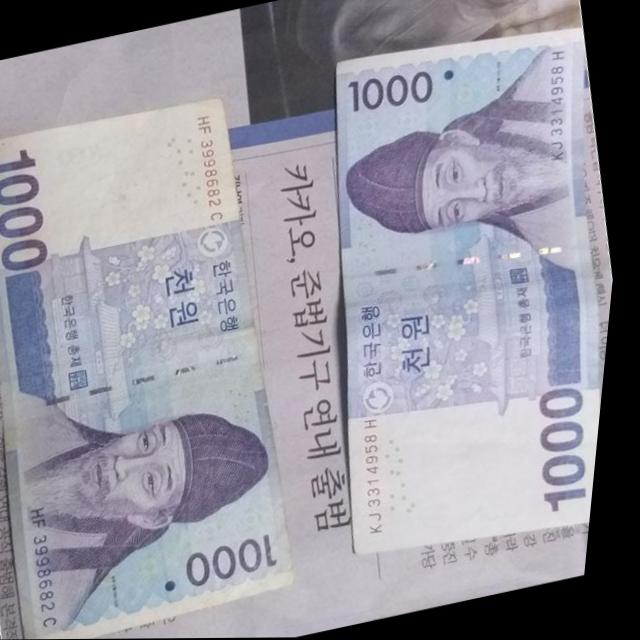 1000
HF 3998682 C
한국은행
천원
한국은행 총재
HF 3998682 C
1000
카카오, 준법기구 연내 출범
1000
KJ 3314958 H
한국은행
천원
한국은행 총재
KJ 3314958 H
1000